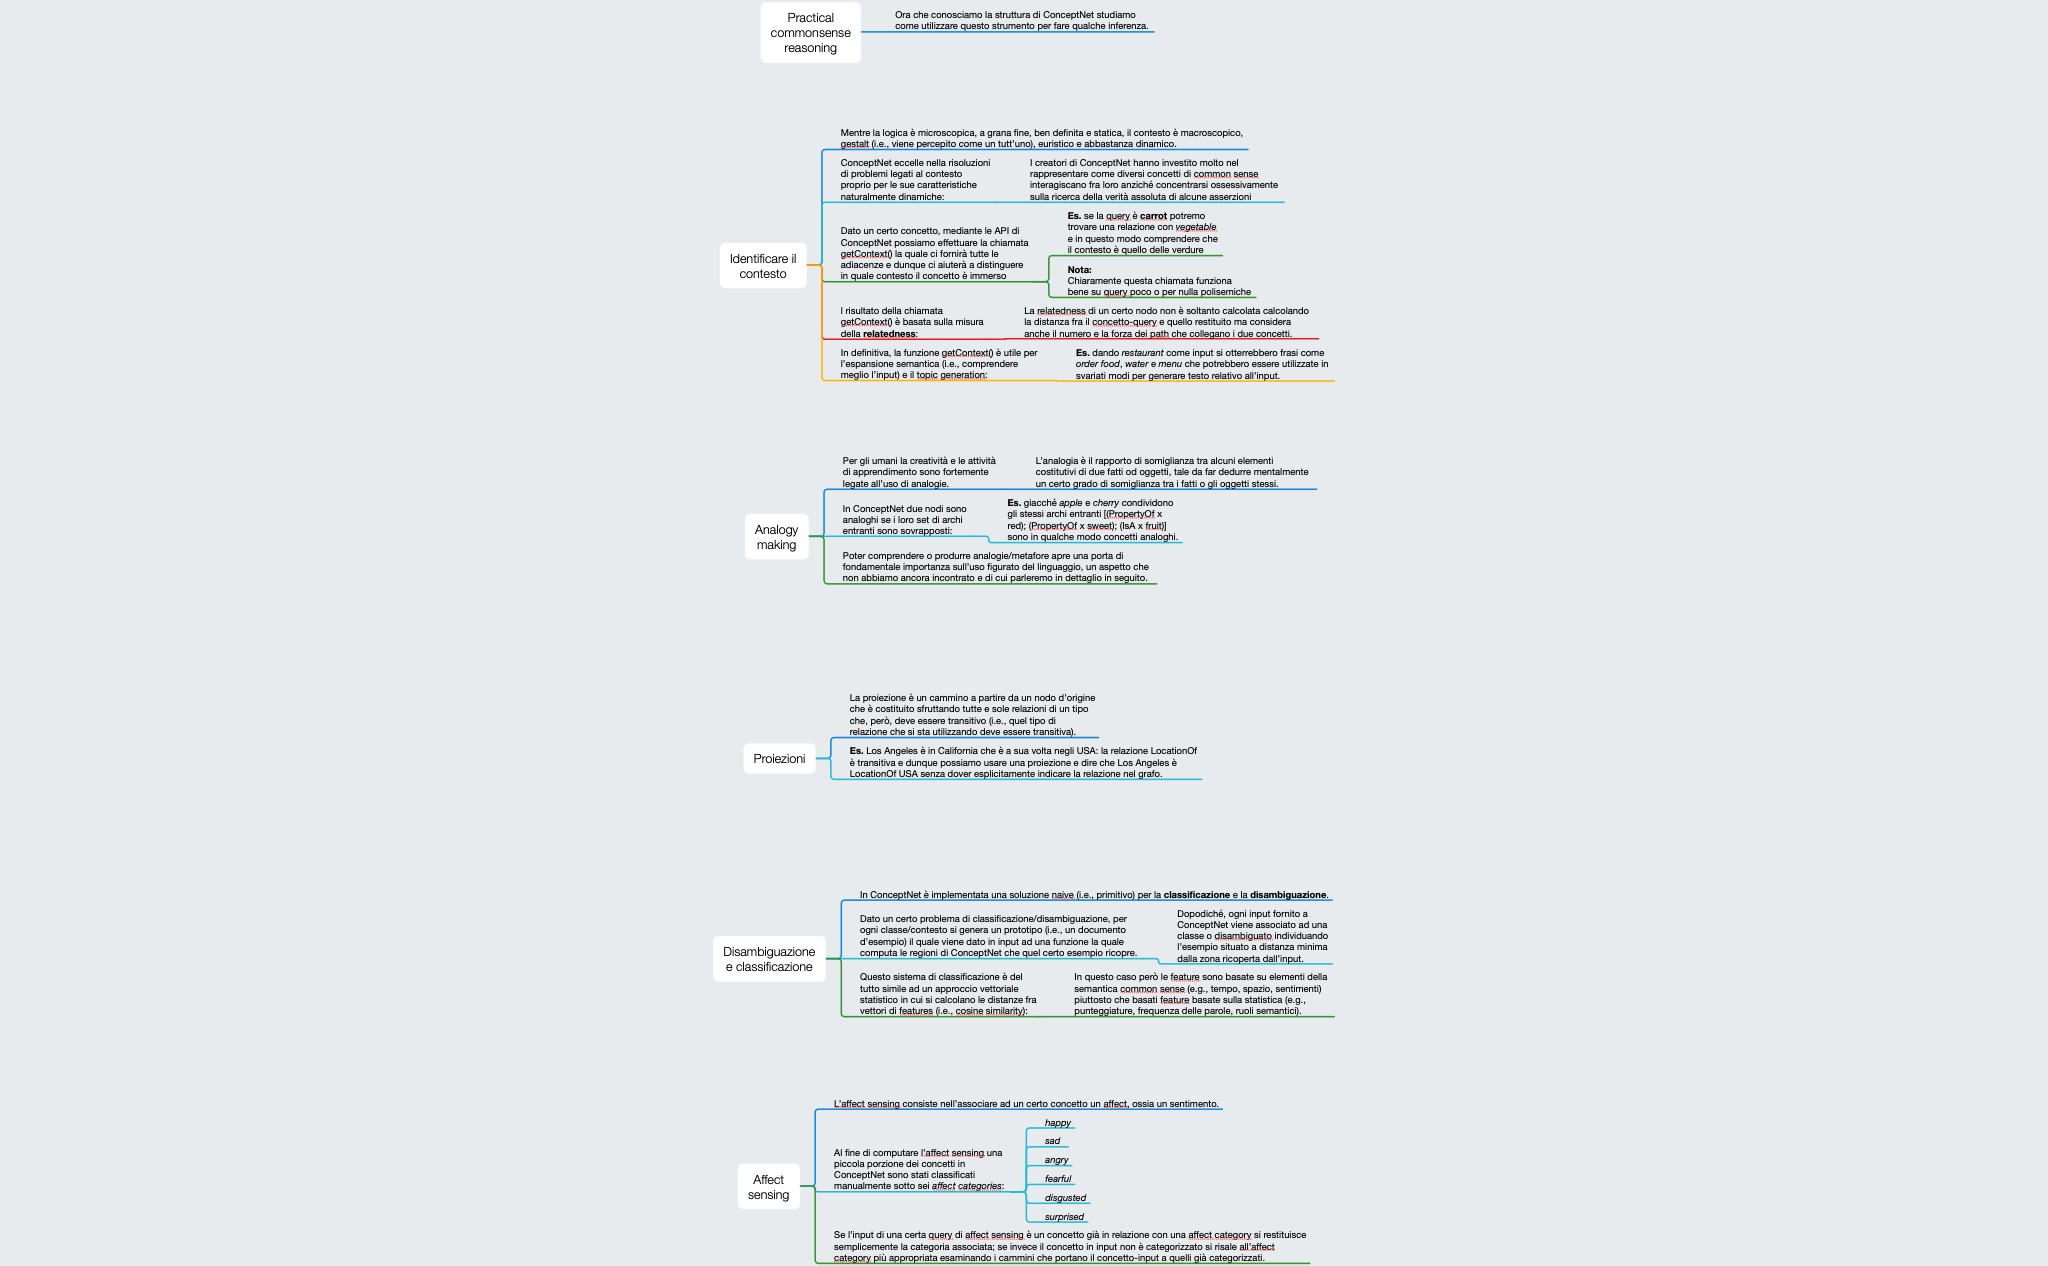 Practical
commonsense
reasoning
Ora che conosciamo la struttura di ConceptNet studiamo
come utilizzare questo strumento per fare qualche inferenza.
Identificare il
contesto
Mentre la logica è microscopica, a grana fine, ben definita e statica, il contesto è macroscopico,
gestalt (i.e., viene percepito come un tutt'uno), euristico e abbastanza dinamico.
ConceptNet eccelle nella risoluzioni
di problemi legati al contesto
proprio per le sue caratteristiche
naturalmente dinamiche:
I creatori di ConceptNet hanno investito molto nel
rappresentare come diversi concetti di common sense
interagiscano fra loro anziché concentrarsi ossessivamente
sulla ricerca della verità assoluta di alcune asserzioni
Dato un certo concetto, mediante le API di
ConceptNet possiamo effettuare la chiamata
getContext() la quale ci fornirà tutte le
adiacenze e dunque ci aiuterà a distinguere
in quale contesto il concetto è immerso
Es. se la query è carrot potremo
trovare una relazione con vegetable
e in questo modo comprendere che
il contesto è quello delle verdure
Nota:
Chiaramente questa chiamata funziona
bene su query poco o per nulla polisemiche
l risultato della chiamata
getContext() è basata sulla misura
della relatedness:
La relatedness di un certo nodo non è soltanto calcolata calcolando
la distanza fra il concetto-query e quello restituito ma considera
anche il numero e la forza dei path che collegano i due concetti.
In definitiva, la funzione getContext() è utile per
l'espansione semantica (i.e., comprendere
meglio l'input) e il topic generation:
Es. dando restaurant come input si otterrebbero frasi come
order food, water e menu che potrebbero essere utilizzate in
svariati modi per generare testo relativo all'input.
Analogy
making
Per gli umani la creatività e le attività
di apprendimento sono fortemente
legate all'uso di analogie.
L'analogia è il rapporto di somiglianza tra alcuni elementi
costitutivi di due fatti od oggetti, tale da far dedurre mentalmente
un certo grado di somiglianza tra i fatti o gli oggetti stessi.
In ConceptNet due nodi sono
analoghi se i loro set di archi
entranti sono sovrapposti:
Es. giacché apple e cherry condividono
gli stessi archi entranti [(PropertyOf x
red); (PropertyOf x sweet); (IsA x fruit)]
sono in qualche modo concetti analoghi.
Poter comprendere o produrre analogie/metafore apre una porta di
fondamentale importanza sull'uso figurato del linguaggio, un aspetto che
non abbiamo ancora incontrato e di cui parleremo in dettaglio in seguito.
Proiezioni
La proiezione è un cammino a partire da un nodo d'origine
che è costituito sfruttando tutte e sole relazioni di un tipo
che, però, deve essere transitivo (i.e., quel tipo di
relazione che si sta utilizzando deve essere transitiva).
Es. Los Angeles è in California che è a sua volta negli USA: la relazione LocationOf
è transitiva e dunque possiamo usare una proiezione e dire che Los Angeles è
LocationOf USA senza dover esplicitamente indicare la relazione nel grafo.
Disambiguazione
e classificazione
In ConceptNet è implementata una soluzione naive (i.e., primitivo) per la classificazione e la disambiguazione.
Dato un certo problema di classificazione/disambiguazione, per
ogni classe/contesto si genera un prototipo (i.e., un documento
d'esempio) il quale viene dato in input ad una funzione la quale
computa le regioni di ConceptNet che quel certo esempio ricopre.
Dopodiché, ogni input fornito a
ConceptNet viene associato ad una
classe o disambiguato individuando
l'esempio situato a distanza minima
dalla zona ricoperta dall'input.
Questo sistema di classificazione è del
tutto simile ad un approccio vettoriale
statistico in cui si calcolano le distanze fra
vettori di features (i.e., cosine similarity):
In questo caso però le feature sono basate su elementi della
semantica common sense (e.g., tempo, spazio, sentimenti)
piuttosto che basati feature basate sulla statistica (e.g.,
punteggiature, frequenza delle parole, ruoli semantici).
Affect
sensing
L'affect sensing consiste nell'associare ad un certo concetto un affect, ossia un sentimento.
Al fine di computare l'affect sensing una
piccola porzione dei concetti in
ConceptNet sono stati classificati
manualmente sotto sei affect categories:
happy
sad
angry
fearful
disgusted
surprised
Se l'input di una certa query di affect sensing è un concetto già in relazione con una affect category si restituisce
semplicemente la categoria associata; se invece il concetto in input non è categorizzato si risale all'affect
category più appropriata esaminando i cammini che portano il concetto-input a quelli già categorizzati.